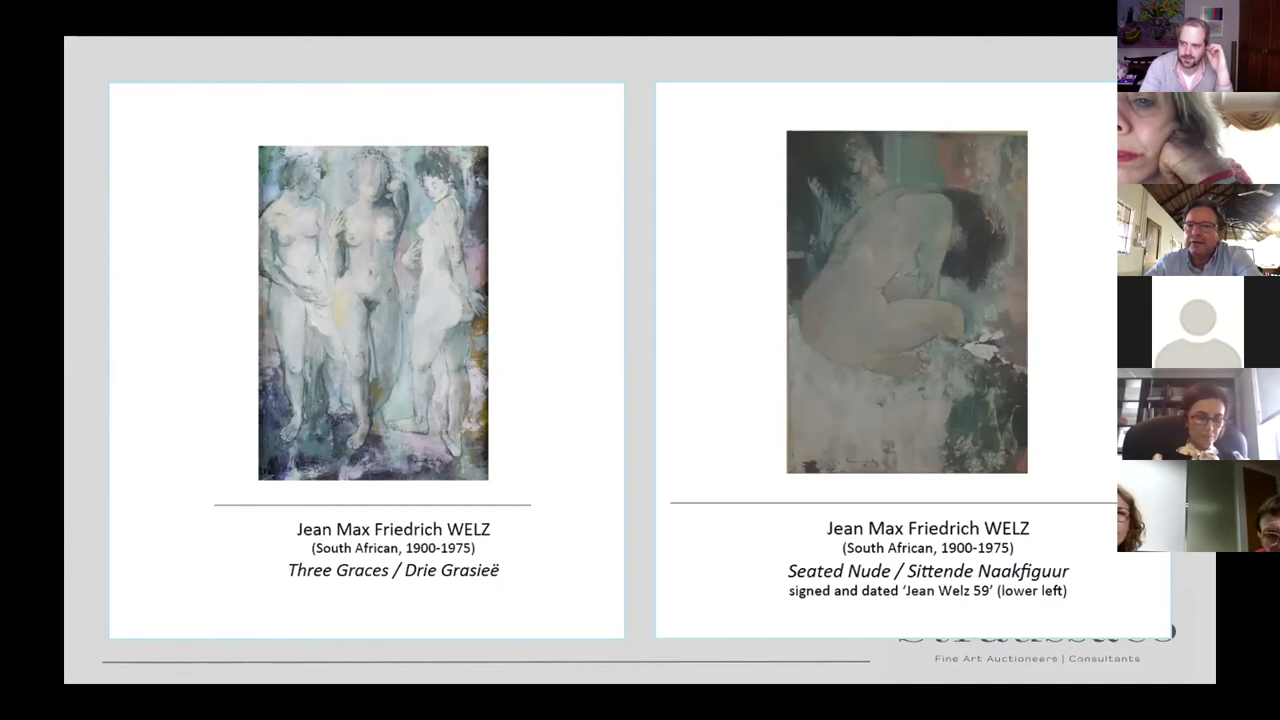 Jean Max Friedrich WELZ
(South African, 1900-1975)
Three Graces / Drie Grasieë
Jean Max Friedrich WELZ
(South African, 1900-1975)
Seated Nude / Sittende Naakfiguur
signed and dated ‘Jean Welz 59’ (lower left)
Fine Art Auctioneers | Consultants